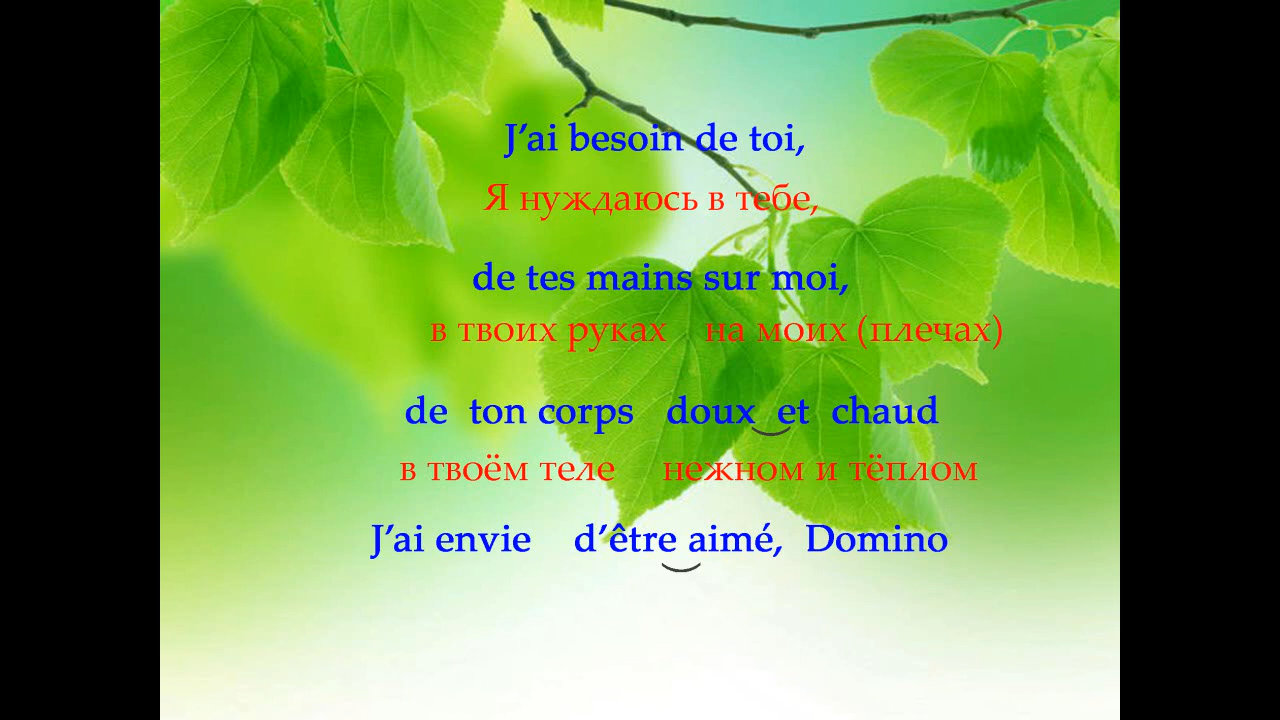 J’ai besoin de toi,
Я нуждаюсь в тебе,
de tes mains sur moi,
в твоих руках на моих (плечах)
de ton corps doux et chaud
в твоём теле нежном и тёплом
J’ai envie d’être aimé, Domino